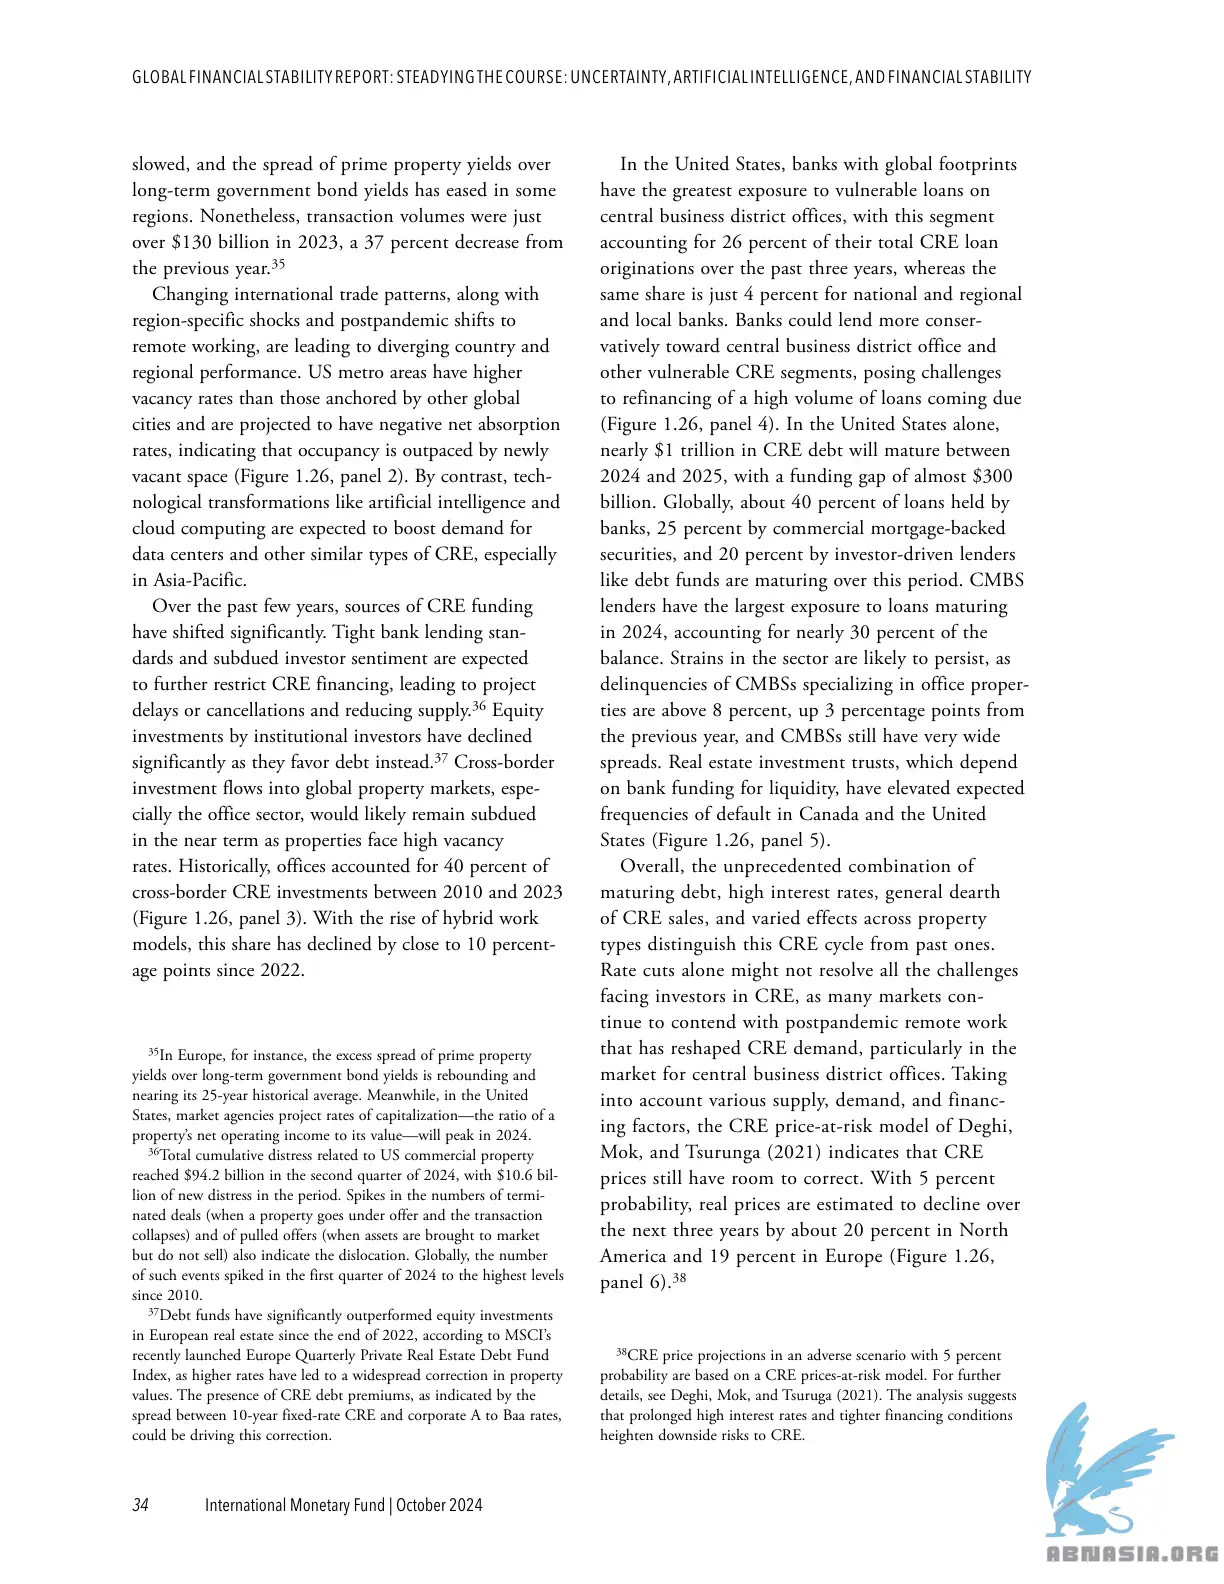 GLOBAL FINANCIAL STABILITY REPORT: STEADYING THE COURSE: UNCERTAINTY, ARTIFICIAL INTELLIGENCE, AND FINANCIAL STABILITY
slowed, and the spread of prime property yields over
long-term government bond yields has eased in some
regions. Nonetheless, transaction volumes were just
over $130 billion in 2023, a 37 percent decrease from
the previous year.35
Changing international trade patterns, along with
region-specific shocks and postpandemic shifts to
remote working, are leading to diverging country and
regional performance. US metro areas have higher
vacancy rates than those anchored by other global
cities and are projected to have negative net absorption
rates, indicating that occupancy is outpaced by newly
vacant space (Figure 1.26, panel 2). By contrast, tech-
nological transformations like artificial intelligence and
cloud computing are expected to boost demand for
data centers and other similar types of CRE, especially
in Asia-Pacific.
Over the past few years, sources of CRE funding
have shifted significantly. Tight bank lending stan-
dards and subdued investor sentiment are expected
to further restrict CRE financing, leading to project
delays or cancellations and reducing supply.36 Equity
investments by institutional investors have declined
significantly as they favor debt instead.37 Cross-border
investment flows into global property markets, espe-
cially the office sector, would likely remain subdued
in the near term as properties face high vacancy
rates. Historically, offices accounted for 40 percent of
cross-border CRE investments between 2010 and 2023
(Figure 1.26, panel 3). With the rise of hybrid work
models, this share has declined by close to 10 percent-
age points since 2022.
35In Europe, for instance, the excess spread of prime property
yields over long-term government bond yields is rebounding and
nearing its 25-year historical average. Meanwhile, in the United
States, market agencies project rates of capitalization—the ratio of a
property's net operating income to its value—will peak in 2024.
36Total cumulative distress related to US commercial property
reached $94.2 billion in the second quarter of 2024, with $10.6 bil-
lion of new distress in the period. Spikes in the numbers of termi-
nated deals (when a property goes under offer and the transaction
collapses) and of pulled offers (when assets are brought to market
but do not sell) also indicate the dislocation. Globally, the number
of such events spiked in the first quarter of 2024 to the highest levels
since 2010.
37Debt funds have significantly outperformed equity investments
in European real estate since the end of 2022, according to MSCI's
recently launched Europe Quarterly Private Real Estate Debt Fund
Index, as higher rates have led to a widespread correction in property
values. The presence of CRE debt premiums, as indicated by the
spread between 10-year fixed-rate CRE and corporate A to Baa rates,
could be driving this correction.
In the United States, banks with global footprints
have the greatest exposure to vulnerable loans on
central business district offices, with this segment
accounting for 26 percent of their total CRE loan
originations over the past three years, whereas the
same share is just 4 percent for national and regional
and local banks. Banks could lend more conser-
vatively toward central business district office and
other vulnerable CRE segments, posing challenges
to refinancing of a high volume of loans coming due
(Figure 1.26, panel 4). In the United States alone,
nearly $1 trillion in CRE debt will mature between
2024 and 2025, with a funding gap of almost $300
billion. Globally, about 40 percent of loans held by
banks, 25 percent by commercial mortgage-backed
securities, and 20 percent by investor-driven lenders
like debt funds are maturing over this period. CMBS
lenders have the largest exposure to loans maturing
in 2024, accounting for nearly 30 percent of the
balance. Strains in the sector are likely to persist, as
delinquencies of CMBSs specializing in office proper-
ties are above 8 percent, up 3 percentage points from
the previous year, and CMBSs still have very wide
spreads. Real estate investment trusts, which depend
on bank funding for liquidity, have elevated expected
frequencies of default in Canada and the United
States (Figure 1.26, panel 5).
Overall, the unprecedented combination of
maturing debt, high interest rates, general dearth
of CRE sales, and varied effects across property
types distinguish this CRE cycle from past ones.
Rate cuts alone might not resolve all the challenges
facing investors in CRE, as many markets con-
tinue to contend with postpandemic remote work
that has reshaped CRE demand, particularly in the
market for central business district offices. Taking
into account various supply, demand, and financ-
ing factors, the CRE price-at-risk model of Deghi,
Mok, and Tsurunga (2021) indicates that CRE
prices still have room to correct. With 5 percent
probability, real prices are estimated to decline over
the next three years by about 20 percent in North
America and 19 percent in Europe (Figure 1.26,
panel 6).38
38CRE price projections in an adverse scenario with 5 percent
probability are based on a CRE prices-at-risk model. For further
details, see Deghi, Mok, and Tsuruga (2021). The analysis suggests
that prolonged high interest rates and tighter financing conditions
heighten downside risks to CRE.
34 International Monetary Fund | October 2024
ABNASIA.ORG